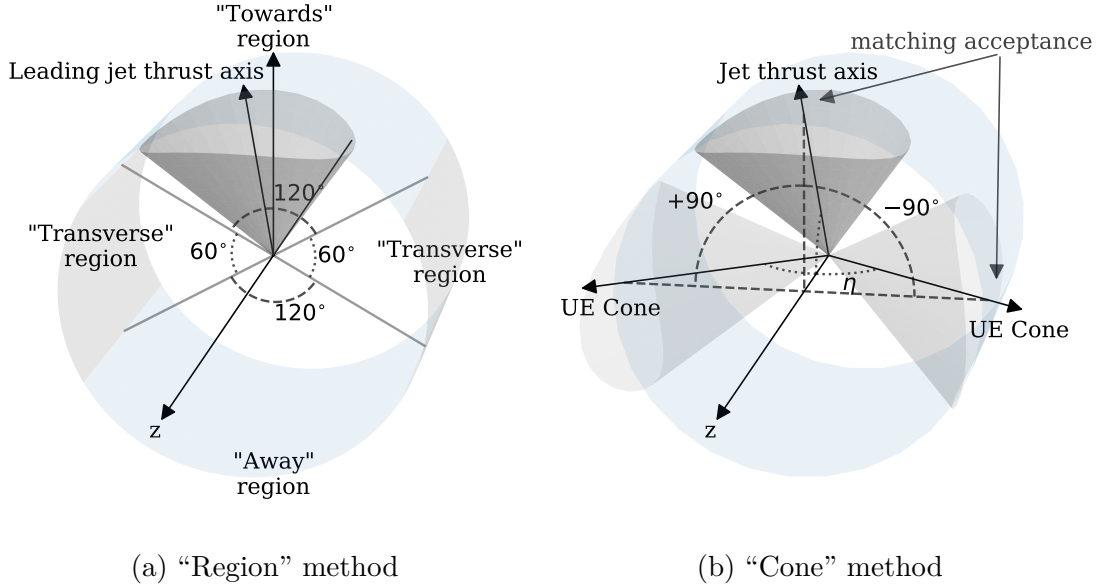 "Towards"
region
Leading jet thrust axis
120°
"Transverse"
region
60°
60°
"Transverse"
region
120°
z
"Away"
region
(a) “Region” method
matching acceptance
Jet thrust axis
+90°
−90°
η
UE Cone
UE Cone
z
(b) “Cone” method